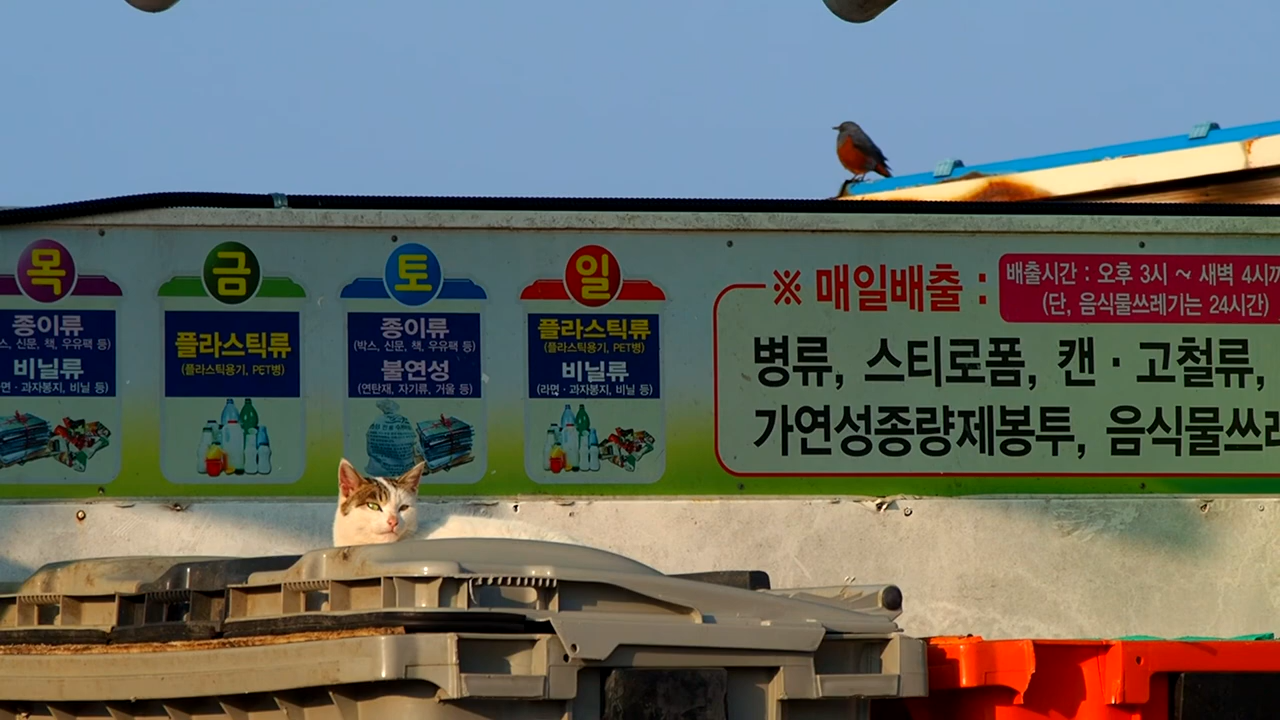 목
종이류
신문, 책, 우유팩 등)
비닐류
과자봉지, 비닐 등)
금
플라스틱류
(플라스틱용기, PET병)
토
종이류
(박스, 신문, 책, 우유팩 등)
불연성
(연탄재, 자기류, 거울 등)
일
플라스틱류
(플라스틱용기, PET병)
비닐류
(라면 · 과자봉지, 비닐 등)
※ 매일배출 :
배출시간 : 오후 3시 ~ 새벽 4시
(단, 음식물쓰레기는 24시간)
병류, 스티로폼, 캔 · 고철류,
가연성종량제봉투, 음식물쓰레